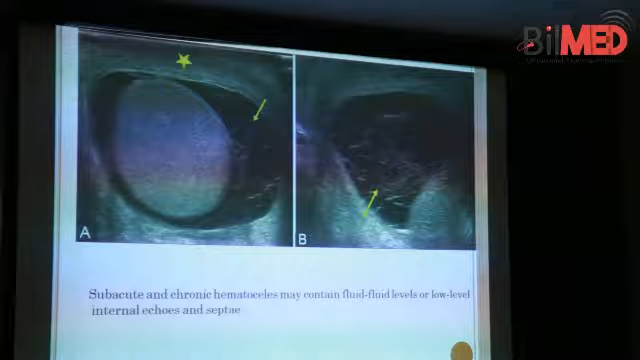 BilMED
A
B
Subacute and chronic hematoceles may contain fluid-fluid levels or low-level
internal echoes and septae